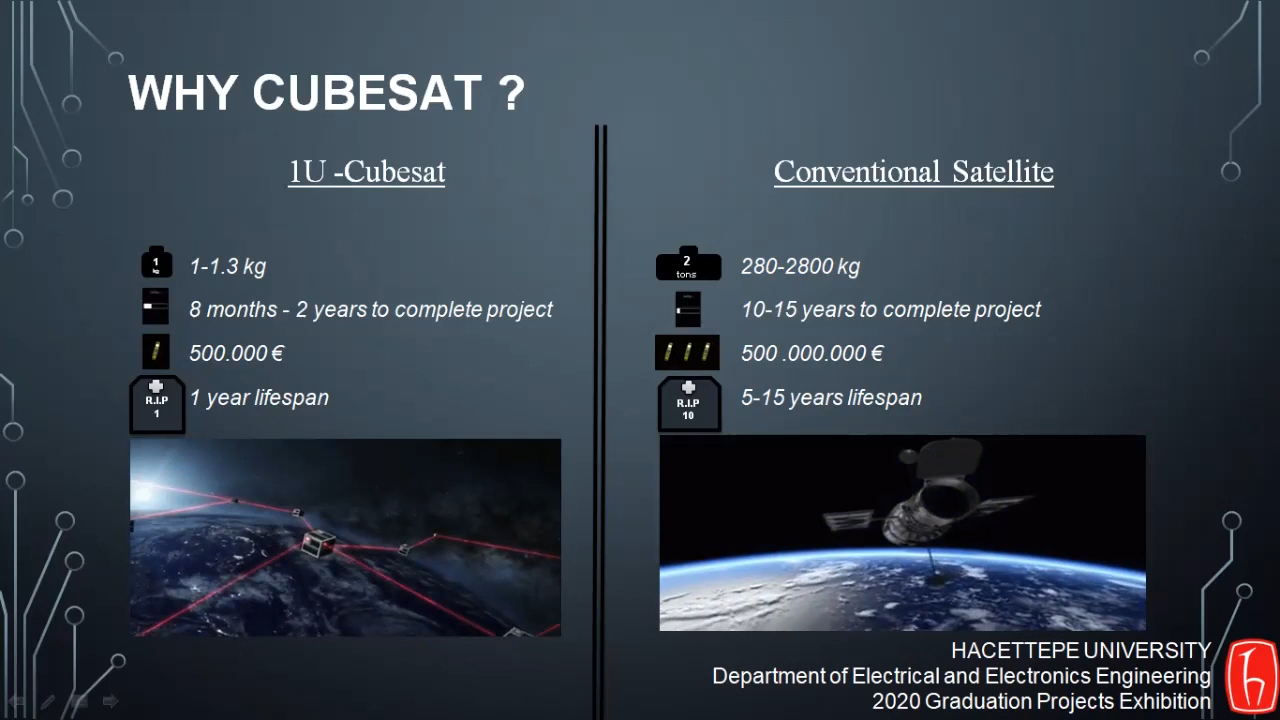 WHY CUBESAT ?
1U -Cubesat
1
kg
1-1.3 kg
8 months - 2 years to complete project
500.000 €
R.I.P
1
1 year lifespan
Conventional Satellite
2
tons
280-2800 kg
10-15 years to complete project
500 .000.000 €
R.I.P
10
5-15 years lifespan
HACETTEPE UNIVERSITY
Department of Electrical and Electronics Engineering
2020 Graduation Projects Exhibition